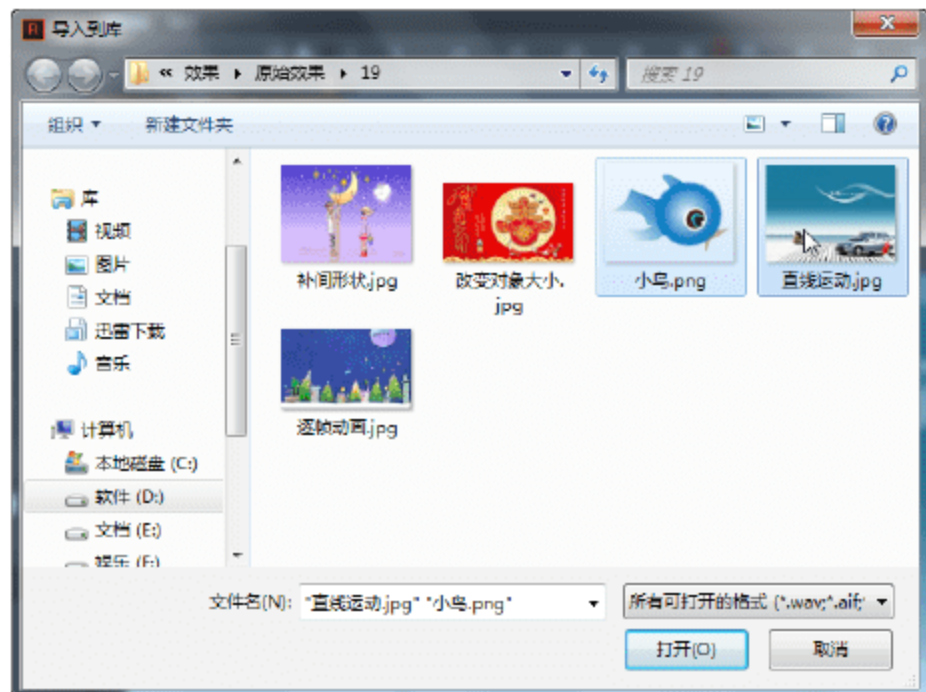 导入到库
« 效果 ▸ 原始效果 ▸ 19
搜索 19
组织 ▾ 新建文件夹
库
视频
图片
文档
迅雷下载
音乐
计算机
本地磁盘 (C:)
软件 (D:)
文档 (E:)
娱乐 (F:)
补间形状.jpg
改变对象大小.
jpg
小鸟.png
直线运动.jpg
逐帧动画.jpg
文件名(N): "直线运动.jpg" "小鸟.png"
所有可打开的格式 (*.wav;*.aif;
打开(O)
取消